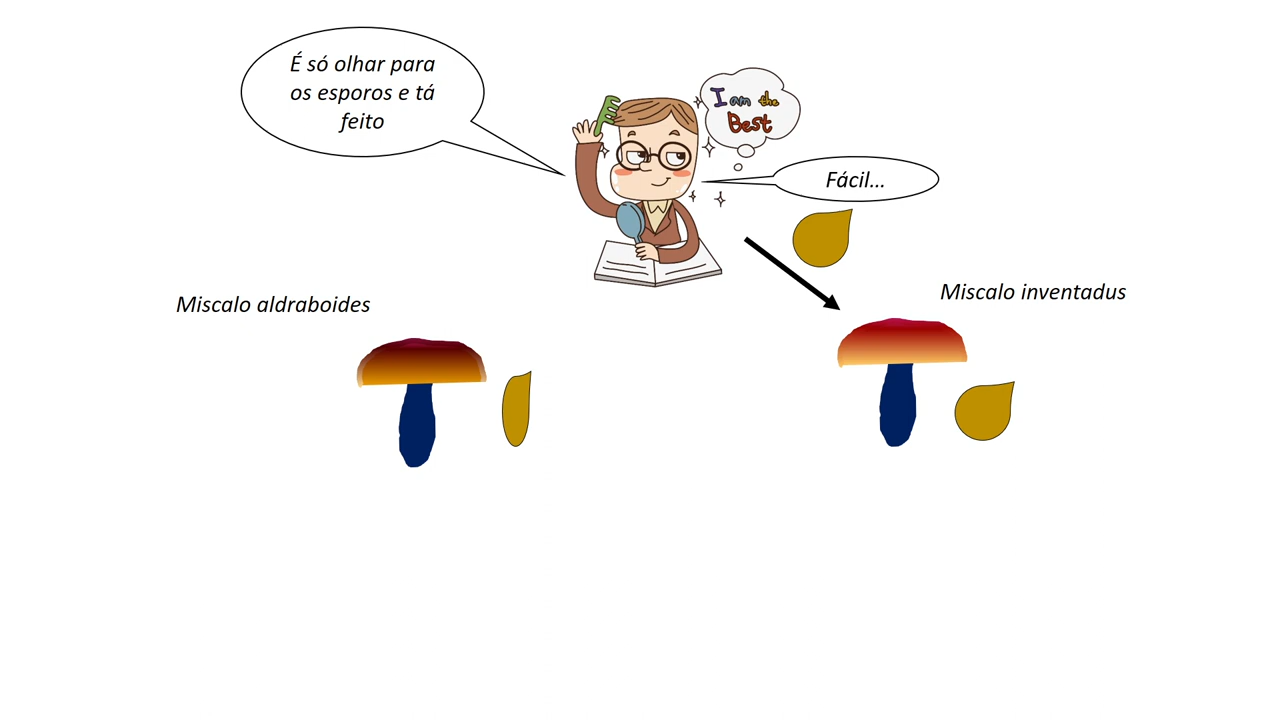 É só olhar para
os esporos e tá
feito
I am the
Best
Fácil...
Miscalo aldraboides
Miscalo inventadus